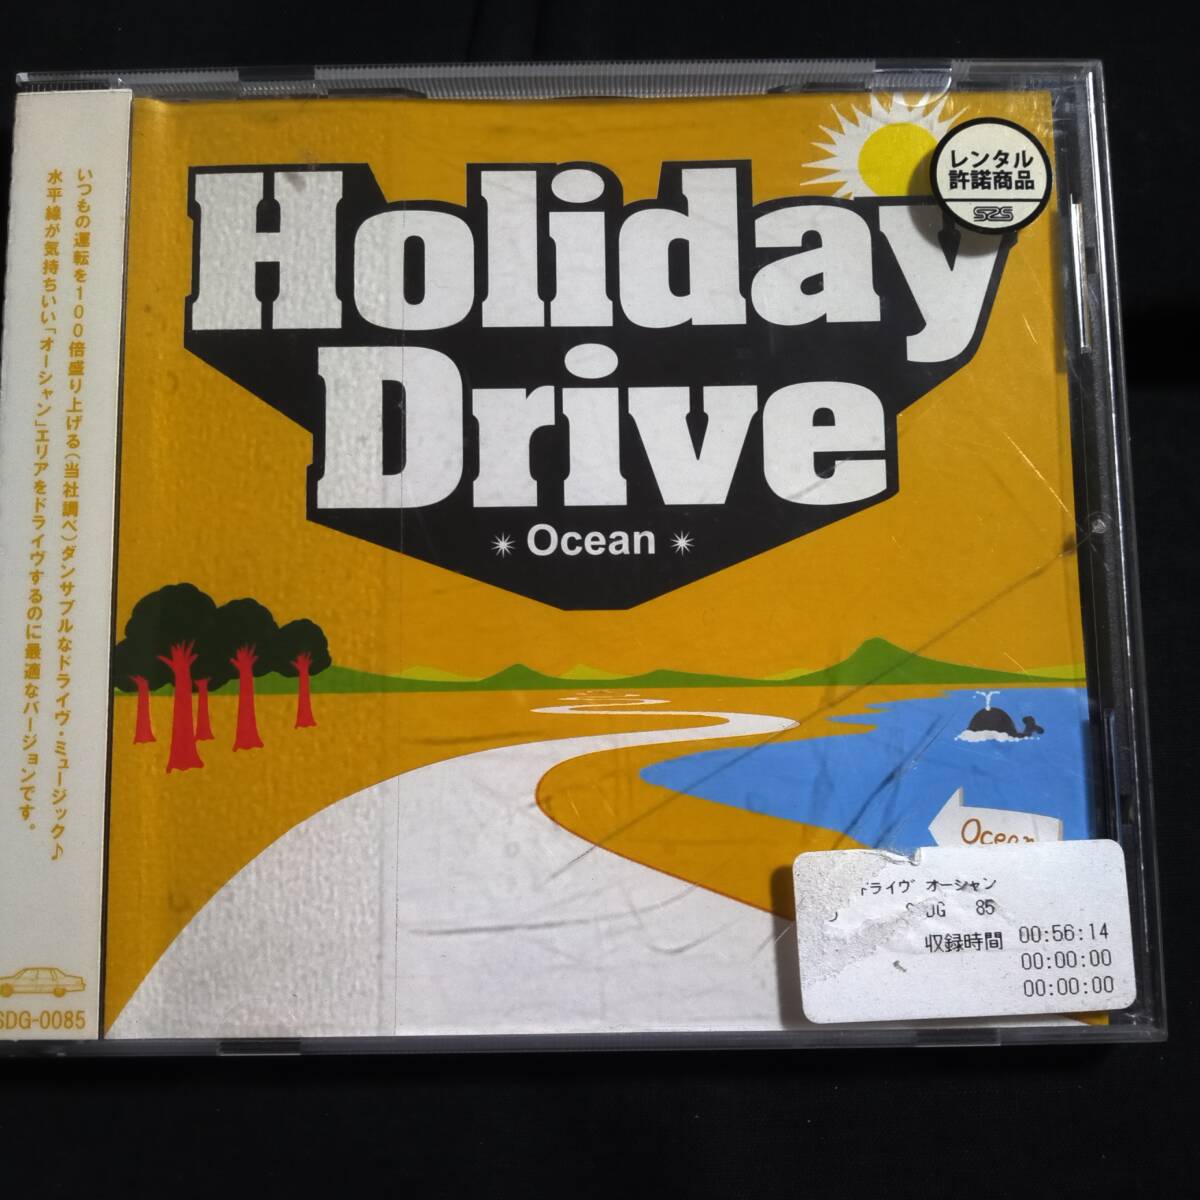 いつもの運転を100倍盛り上げる(当社調べ)ダンサブルなドライヴ・ミュージック♪
水平線が気持ちいい「オーシャン」エリアをドライヴするのに最適なバージョンです。
SDG-0085
Holiday
Drive
Ocean
レンタル
許諾商品
Ocean
ドライヴ オーシャン
DG 85
収録時間 00:56:14
00:00:00
00:00:00